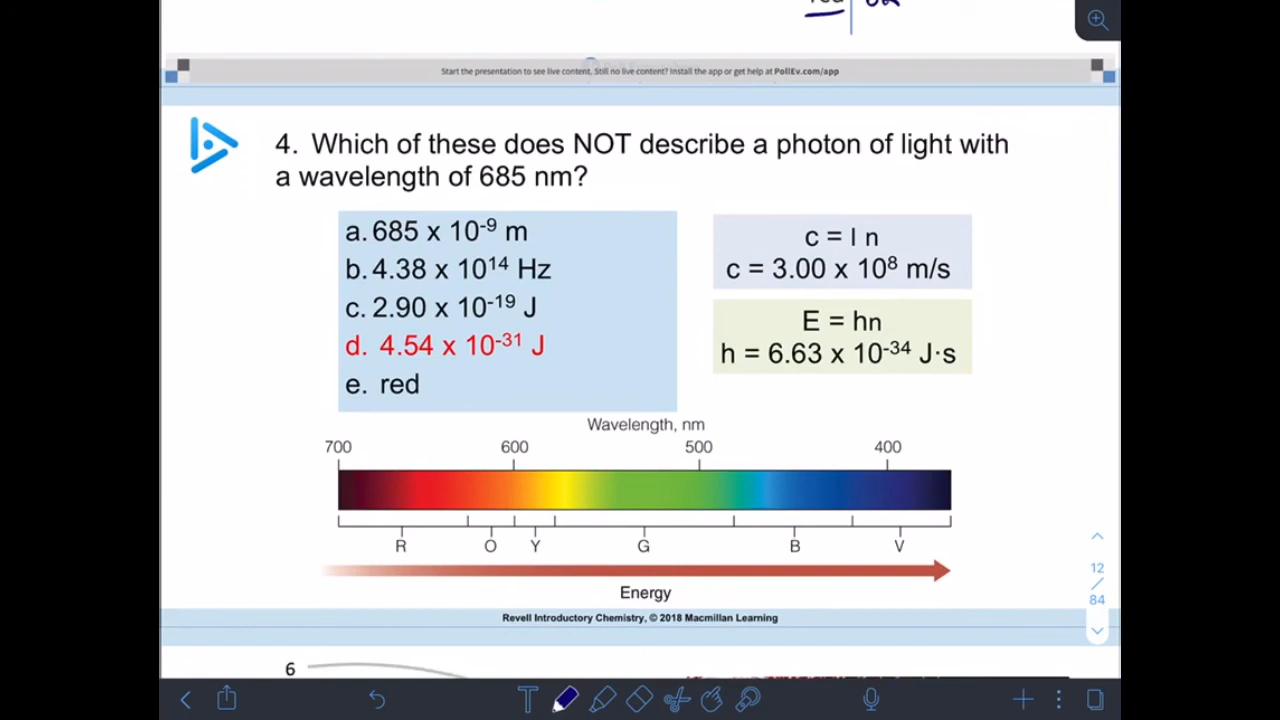 Start the presentation to see live content. Still no live content? Install the app or get help at PollEv.com/app
4. Which of these does NOT describe a photon of light with
a wavelength of 685 nm?
a. 685 x 10⁻⁹ m
b. 4.38 x 10¹⁴ Hz
c. 2.90 x 10⁻¹⁹ J
d. 4.54 x 10⁻³¹ J
e. red
c = l n
c = 3.00 x 10⁸ m/s
E = hn
h = 6.63 x 10⁻³⁴ J·s
Wavelength, nm
700 600 500 400
R O Y G B V
Energy
Revell Introductory Chemistry, © 2018 Macmillan Learning
12
/
84
6
T